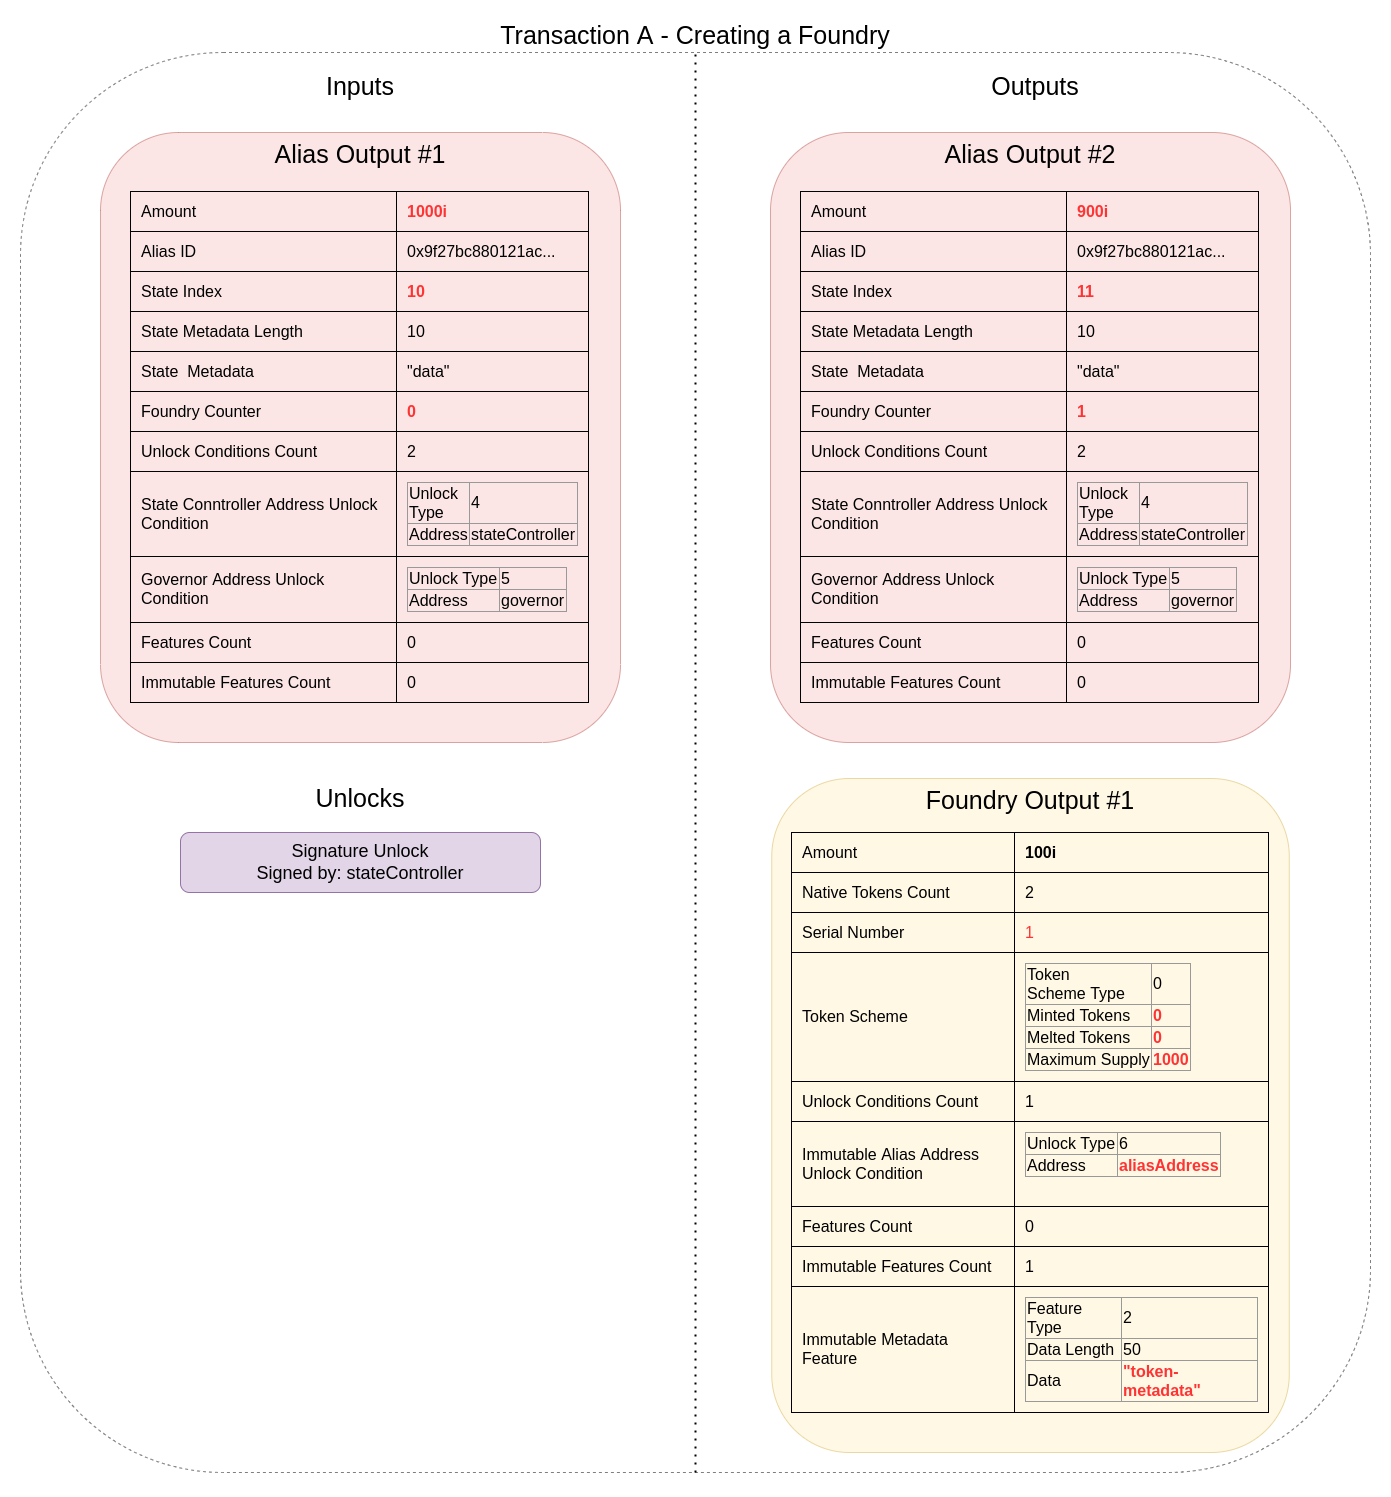 Transaction A - Creating a Foundry
Inputs
Alias Output #1
Amount 1000i
Alias ID 0x9f27bc880121ac...
State Index 10
State Metadata Length 10
State  Metadata "data"
Foundry Counter 0
Unlock Conditions Count 2
State Conntroller Address Unlock
Condition
Unlock
Type
4
Address stateController
Governor Address Unlock
Condition
Unlock Type 5
Address governor
Features Count 0
Immutable Features Count 0
Unlocks
Signature Unlock
Signed by: stateController
Outputs
Alias Output #2
Amount 900i
Alias ID 0x9f27bc880121ac...
State Index 11
State Metadata Length 10
State  Metadata "data"
Foundry Counter 1
Unlock Conditions Count 2
State Conntroller Address Unlock
Condition
Unlock
Type
4
Address stateController
Governor Address Unlock
Condition
Unlock Type 5
Address governor
Features Count 0
Immutable Features Count 0
Foundry Output #1
Amount 100i
Native Tokens Count 2
Serial Number 1
Token Scheme
Token
Scheme Type
0
Minted Tokens 0
Melted Tokens 0
Maximum Supply 1000
Unlock Conditions Count 1
Immutable Alias Address
Unlock Condition
Unlock Type 6
Address aliasAddress
Features Count 0
Immutable Features Count 1
Immutable Metadata
Feature
Feature
Type
2
Data Length 50
Data
"token-
metadata"